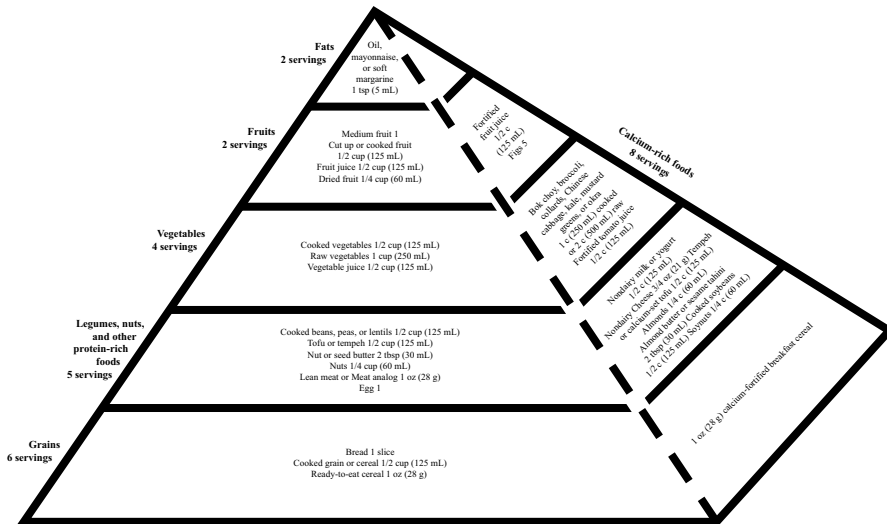 Fats
2 servings
Oil,
mayonnaise,
or soft
margarine
1 tsp (5 mL)
Fruits
2 servings
Medium fruit 1
Cut up or cooked fruit
1/2 cup (125 mL)
Fruit juice 1/2 cup (125 mL)
Dried fruit 1/4 cup (60 mL)
Vegetables
4 servings
Cooked vegetables 1/2 cup (125 mL)
Raw vegetables 1 cup (250 mL)
Vegetable juice 1/2 cup (125 mL)
Legumes, nuts,
and other
protein-rich
foods
5 servings
Cooked beans, peas, or lentils 1/2 cup (125 mL)
Tofu or tempeh 1/2 cup (125 mL)
Nut or seed butter 2 tbsp (30 mL)
Nuts 1/4 cup (60 mL)
Lean meat or Meat analog 1 oz (28 g)
Egg 1
Grains
6 servings
Bread 1 slice
Cooked grain or cereal 1/2 cup (125 mL)
Ready-to-eat cereal 1 oz (28 g)
Calcium-rich foods
8 servings
Fortified
fruit juice
1/2 c
(125 mL)
Figs 5
Bok choy, broccoli,
collards, Chinese
cabbage, kale, mustard
greens, or okra
1 c (250 mL) cooked
or 2 c (500 mL) raw
Fortified tomato juice
1/2 c (125 mL)
Nondairy milk or yogurt
1/2 c (125 mL)
Nondairy Cheese 3/4 oz (21 g) Tempeh
or calcium-set tofu 1/2 c (125 mL)
Almonds 1/4 c (60 mL)
Almond butter or sesame tahini
2 tbsp (30 mL) Cooked soybeans
1/2 c (125 mL) Soynuts 1/4 c (60 mL)
1 oz (28 g) calcium-fortified breakfast cereal